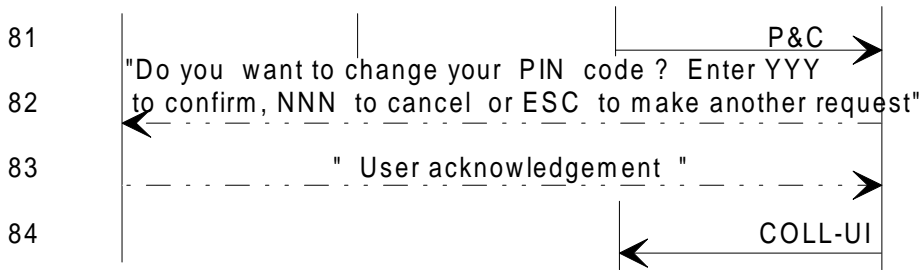 81 P&C
"Do you want to change your PIN code ? Enter YYY
82 to confirm, NNN to cancel or ESC to make another request"
83 " User acknowledgement "
84 COLL-UI